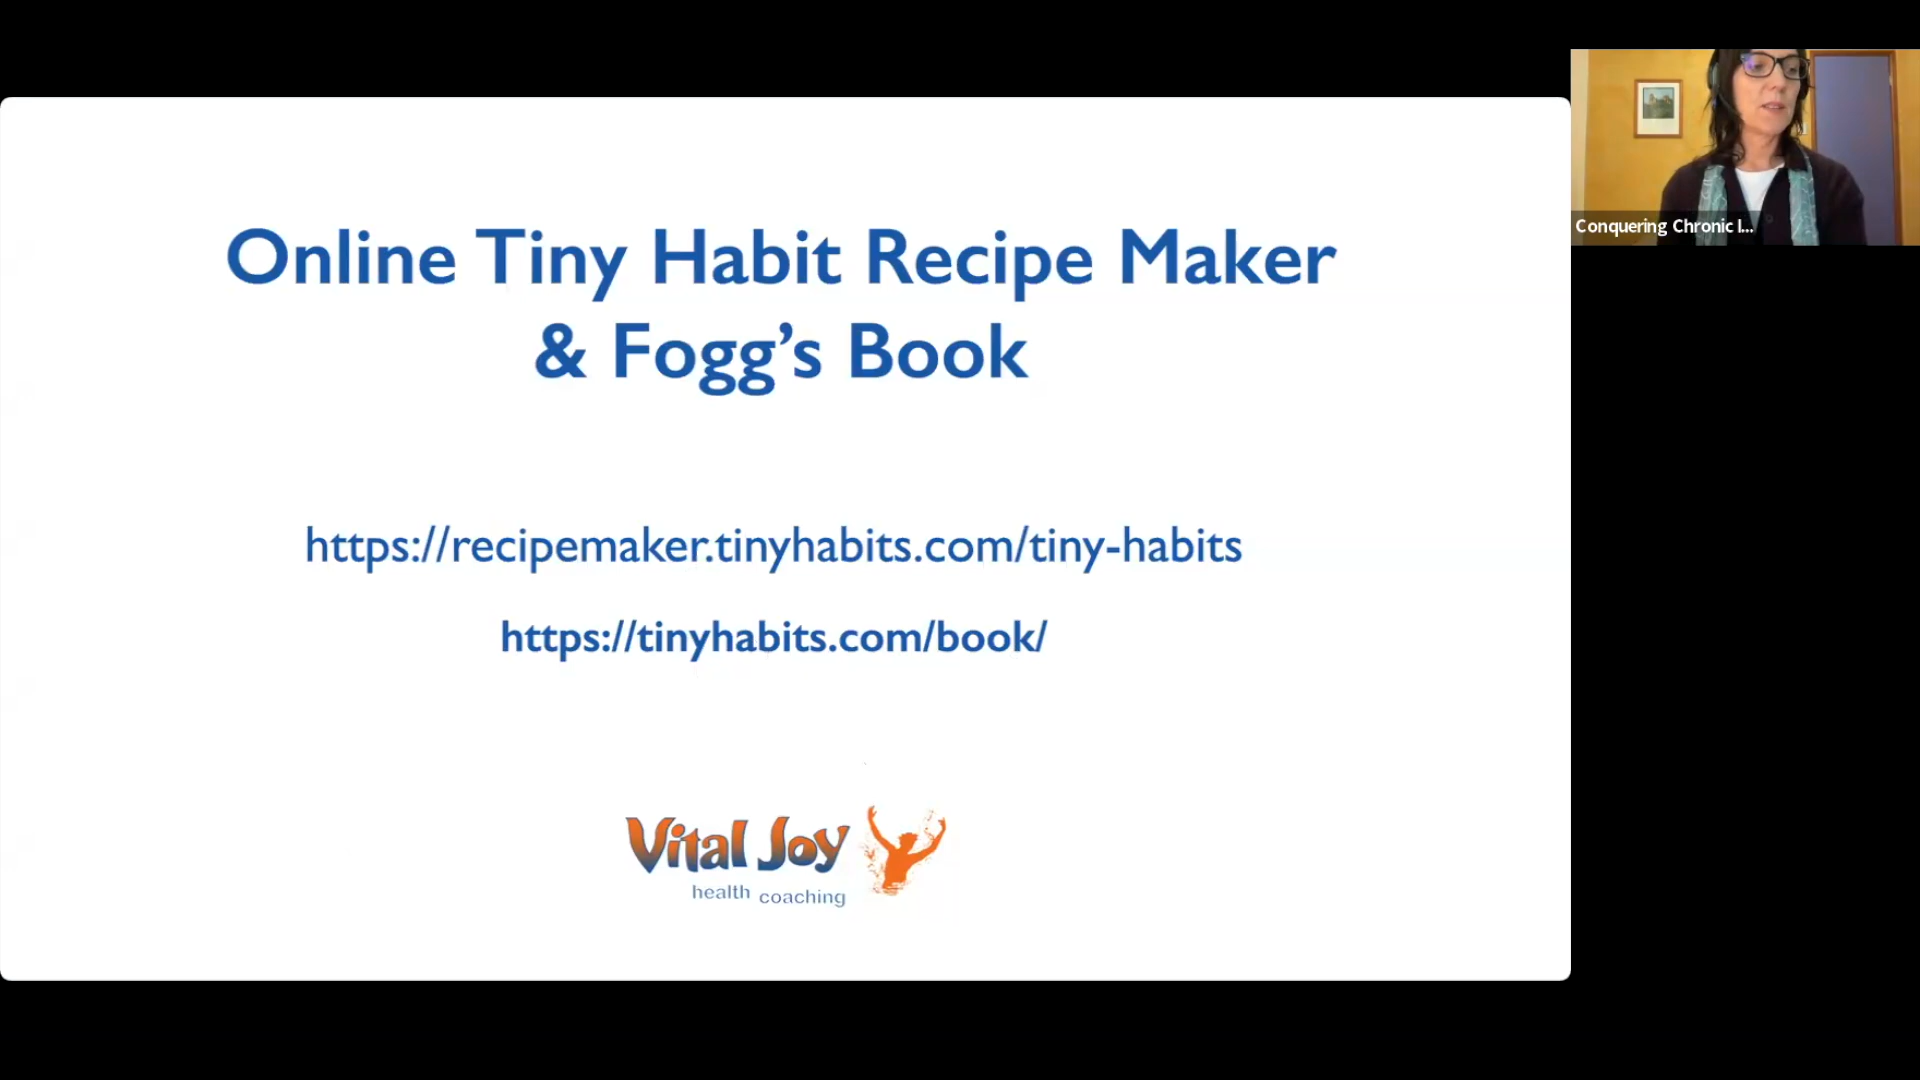 Online Tiny Habit Recipe Maker
& Fogg’s Book
https://recipemaker.tinyhabits.com/tiny-habits
https://tinyhabits.com/book/
Vital Joy
health coaching
Conquering Chronic I...